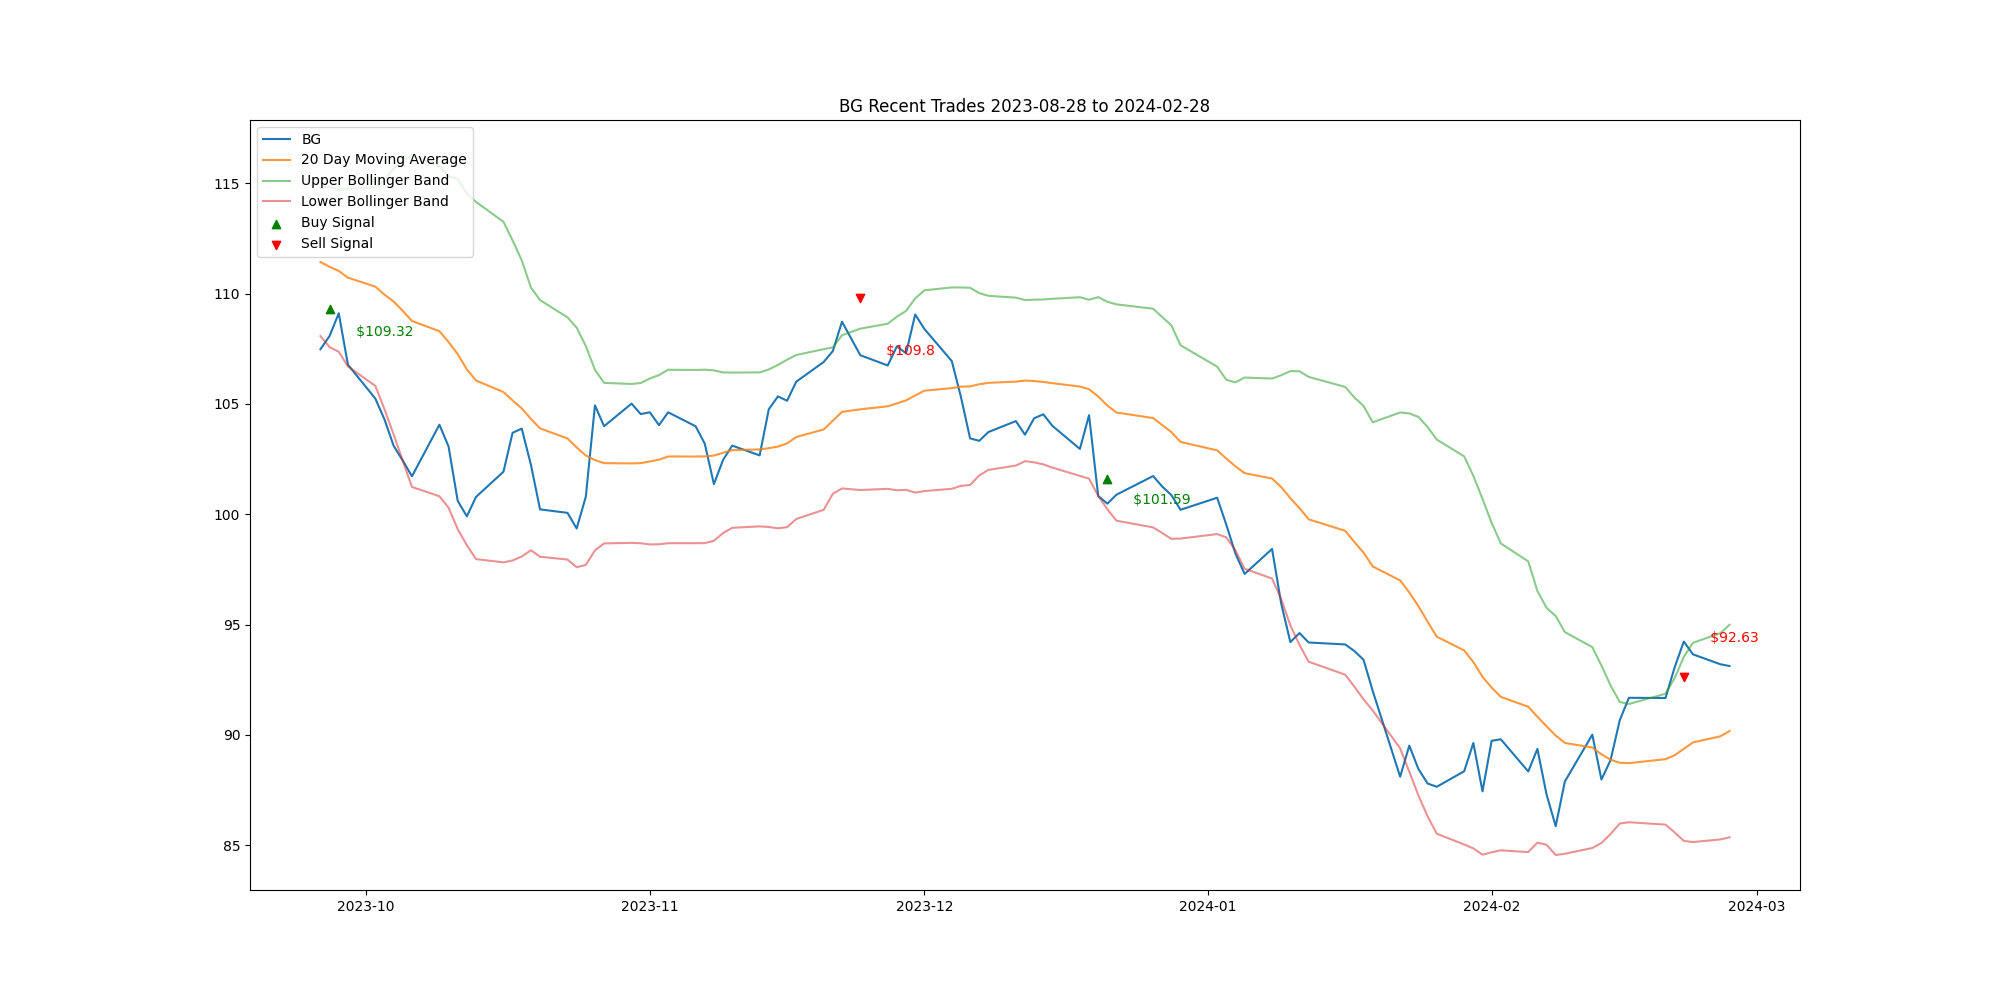 BG Recent Trades 2023-08-28 to 2024-02-28
BG
20 Day Moving Average
Upper Bollinger Band
Lower Bollinger Band
Buy Signal
Sell Signal
115
110
105
100
95
90
85
$109.32
$109.8
$101.59
$92.63
2023-10
2023-11
2023-12
2024-01
2024-02
2024-03